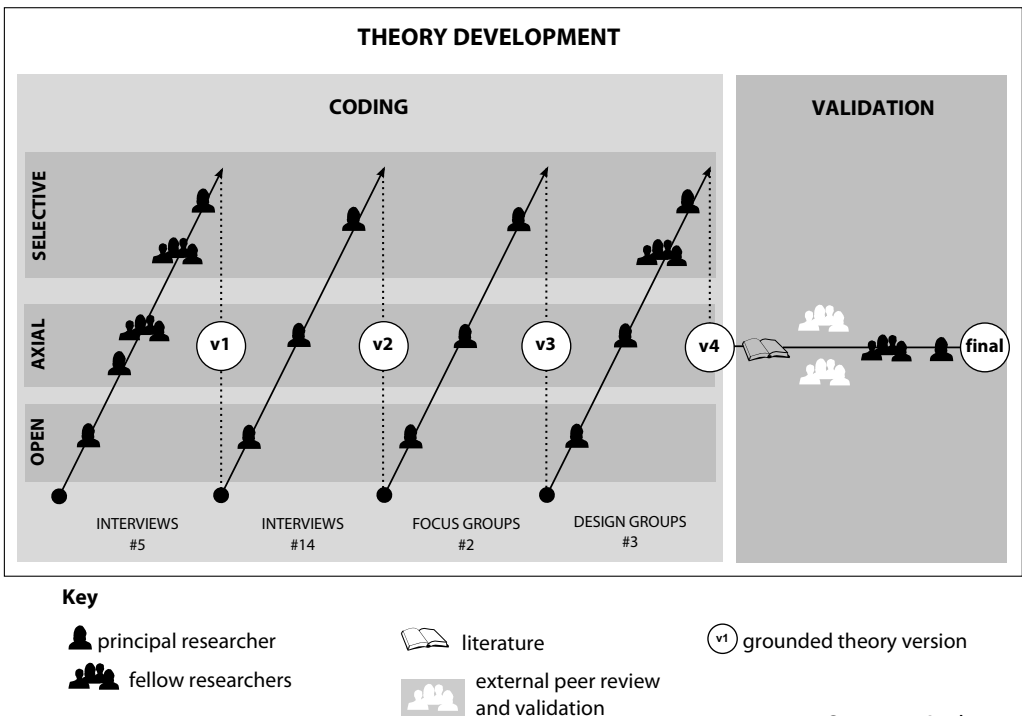 THEORY DEVELOPMENT
CODING
VALIDATION
SELECTIVE
AXIAL
OPEN
v1
v2
v3
v4
final
INTERVIEWS
#5
INTERVIEWS
#14
FOCUS GROUPS
#2
DESIGN GROUPS
#3
Key
principal researcher
fellow researchers
literature
external peer review
and validation
v1 grounded theory version